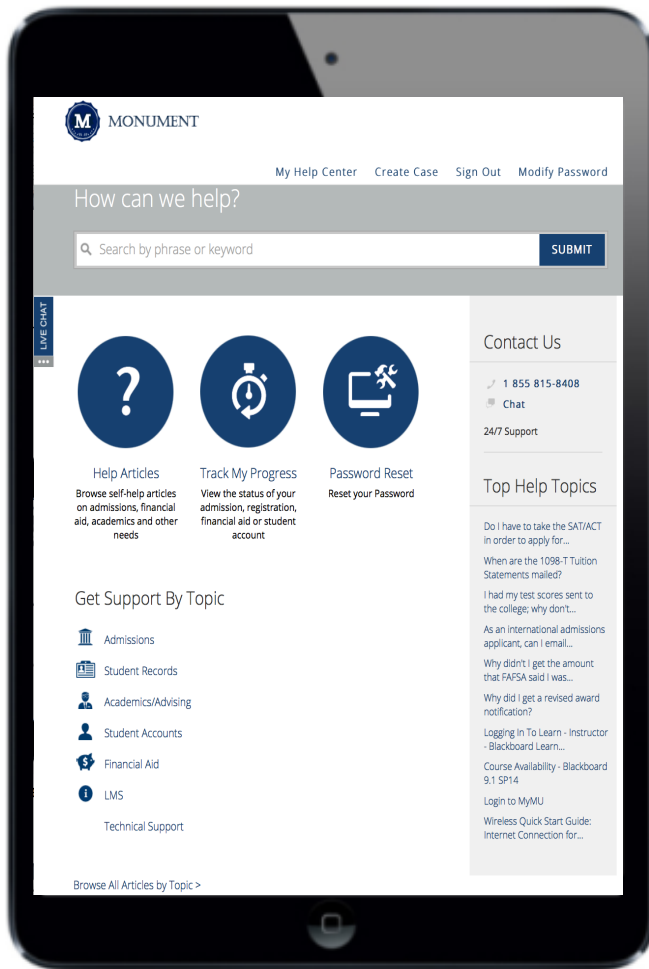 M MONUMENT
My Help Center Create Case Sign Out Modify Password
How can we help?
Search by phrase or keyword SUBMIT
LIVE CHAT
?
Help Articles
Browse self-help articles
on admissions, financial
aid, academics and other
needs
Track My Progress
View the status of your
admission, registration,
financial aid or student
account
Password Reset
Reset your Password
Get Support By Topic
Admissions
Student Records
Academics/Advising
Student Accounts
$
Financial Aid
i
LMS
Technical Support
Browse All Articles by Topic >
Contact Us
1 855 815-8408
Chat
24/7 Support
Top Help Topics
Do I have to take the SAT/ACT
in order to apply for...
When are the 1098-T Tuition
Statements mailed?
I had my test scores sent to
the college; why don't...
As an international admissions
applicant, can I email...
Why didn't I get the amount
that FAFSA said I was...
Why did I get a revised award
notification?
Logging In To Learn - Instructor
- Blackboard Learn...
Course Availability - Blackboard
9.1 SP14
Login to MyMU
Wireless Quick Start Guide:
Internet Connection for...